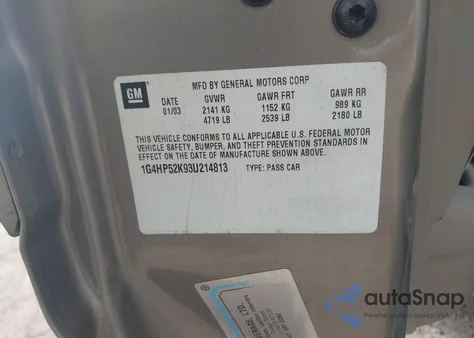 GM
MFD BY GENERAL MOTORS CORP
DATE GVWR GAWR FRT GAWR RR
01/03 2141 KG 1152 KG 989 KG
4719 LB 2539 LB 2180 LB
THIS VEHICLE CONFORMS TO ALL APPLICABLE U.S. FEDERAL MOTOR
VEHICLE SAFETY, BUMPER, AND THEFT PREVENTION STANDARDS IN
EFFECT ON THE DATE OF MANUFACTURE SHOWN ABOVE.
1G4HP52K93U214813 TYPE: PASS CAR
LTD.
autoSnap